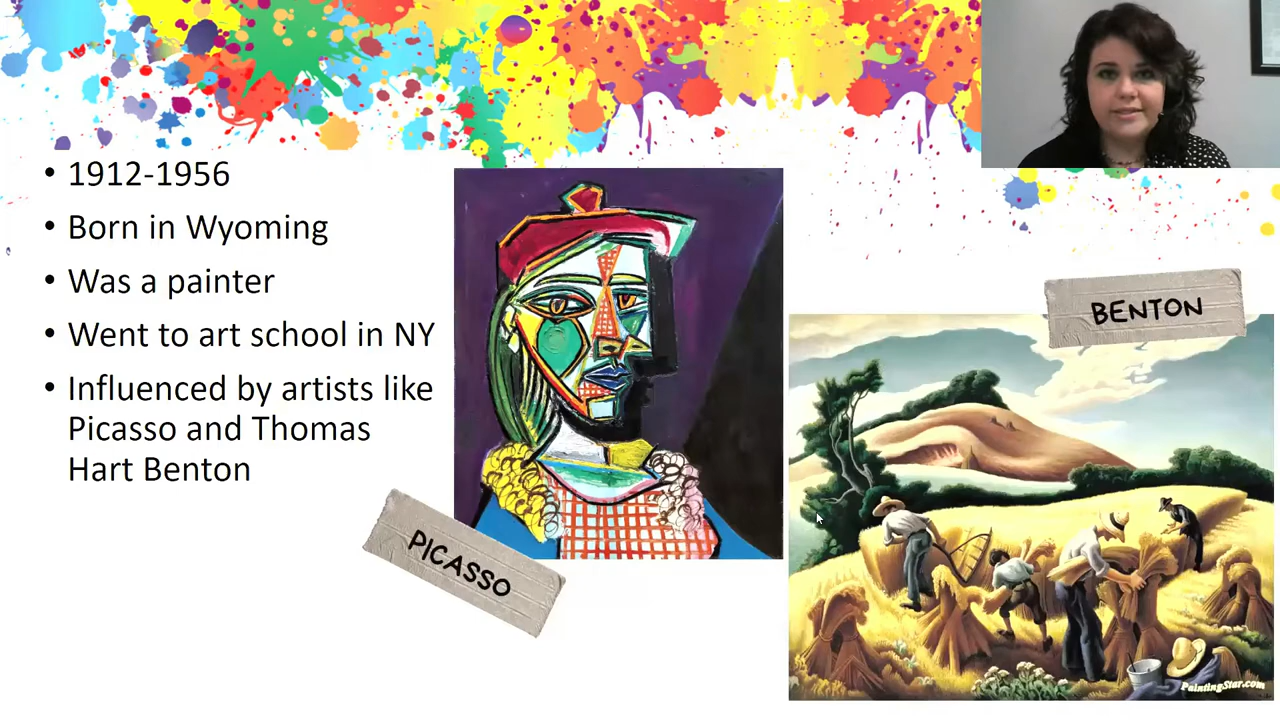 • 1912-1956
• Born in Wyoming
• Was a painter
• Went to art school in NY
• Influenced by artists like
Picasso and Thomas
Hart Benton
PICASSO
BENTON
PaintingStar.com